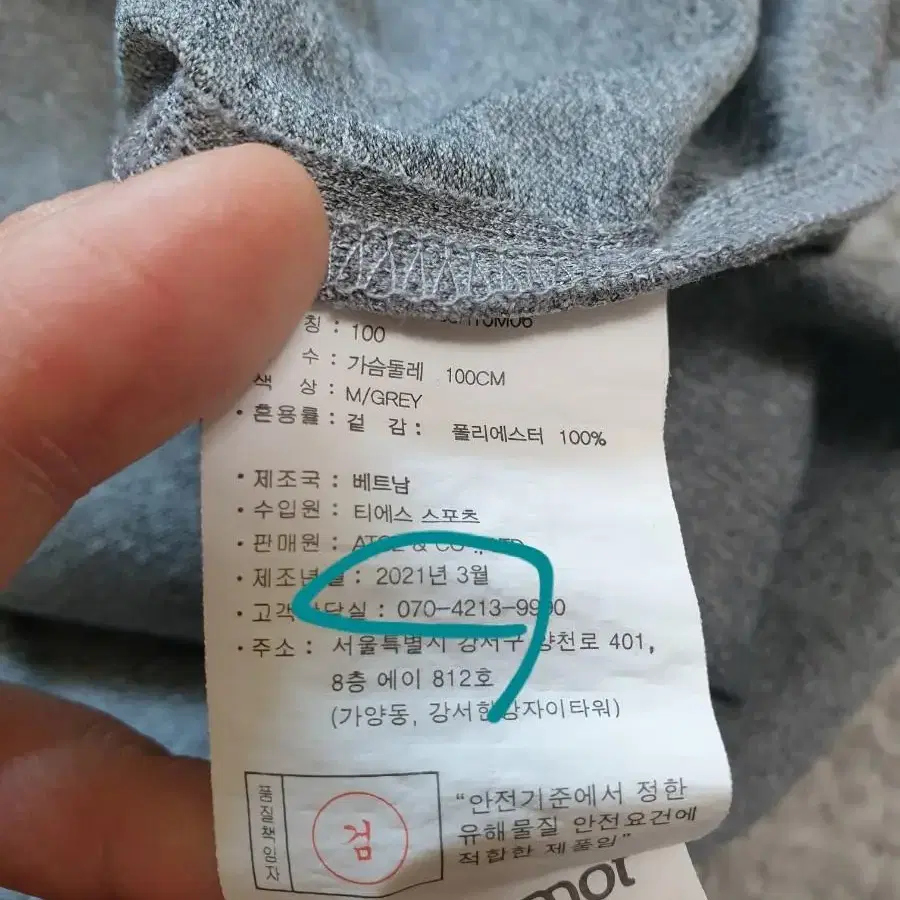 칭 : 100
수 : 가슴둘레 100CM
색 상 : M/GREY
· 혼용률 : 겉 감 : 폴리에스터 100%
· 제조국 : 베트남
· 수입원 : 티에스 스포츠
· 판매원 :
· 제조년월 : 2021년 3월
· 고객상담실 : 070-4213-9990
· 주소 : 서울특별시 강서구 양천로 401,
8층 에이 812호
(가양동, 강서한강자이타워)
품질책임자
검
"안전기준에서 정한
유해물질 안전요건에
적합한 제품임"